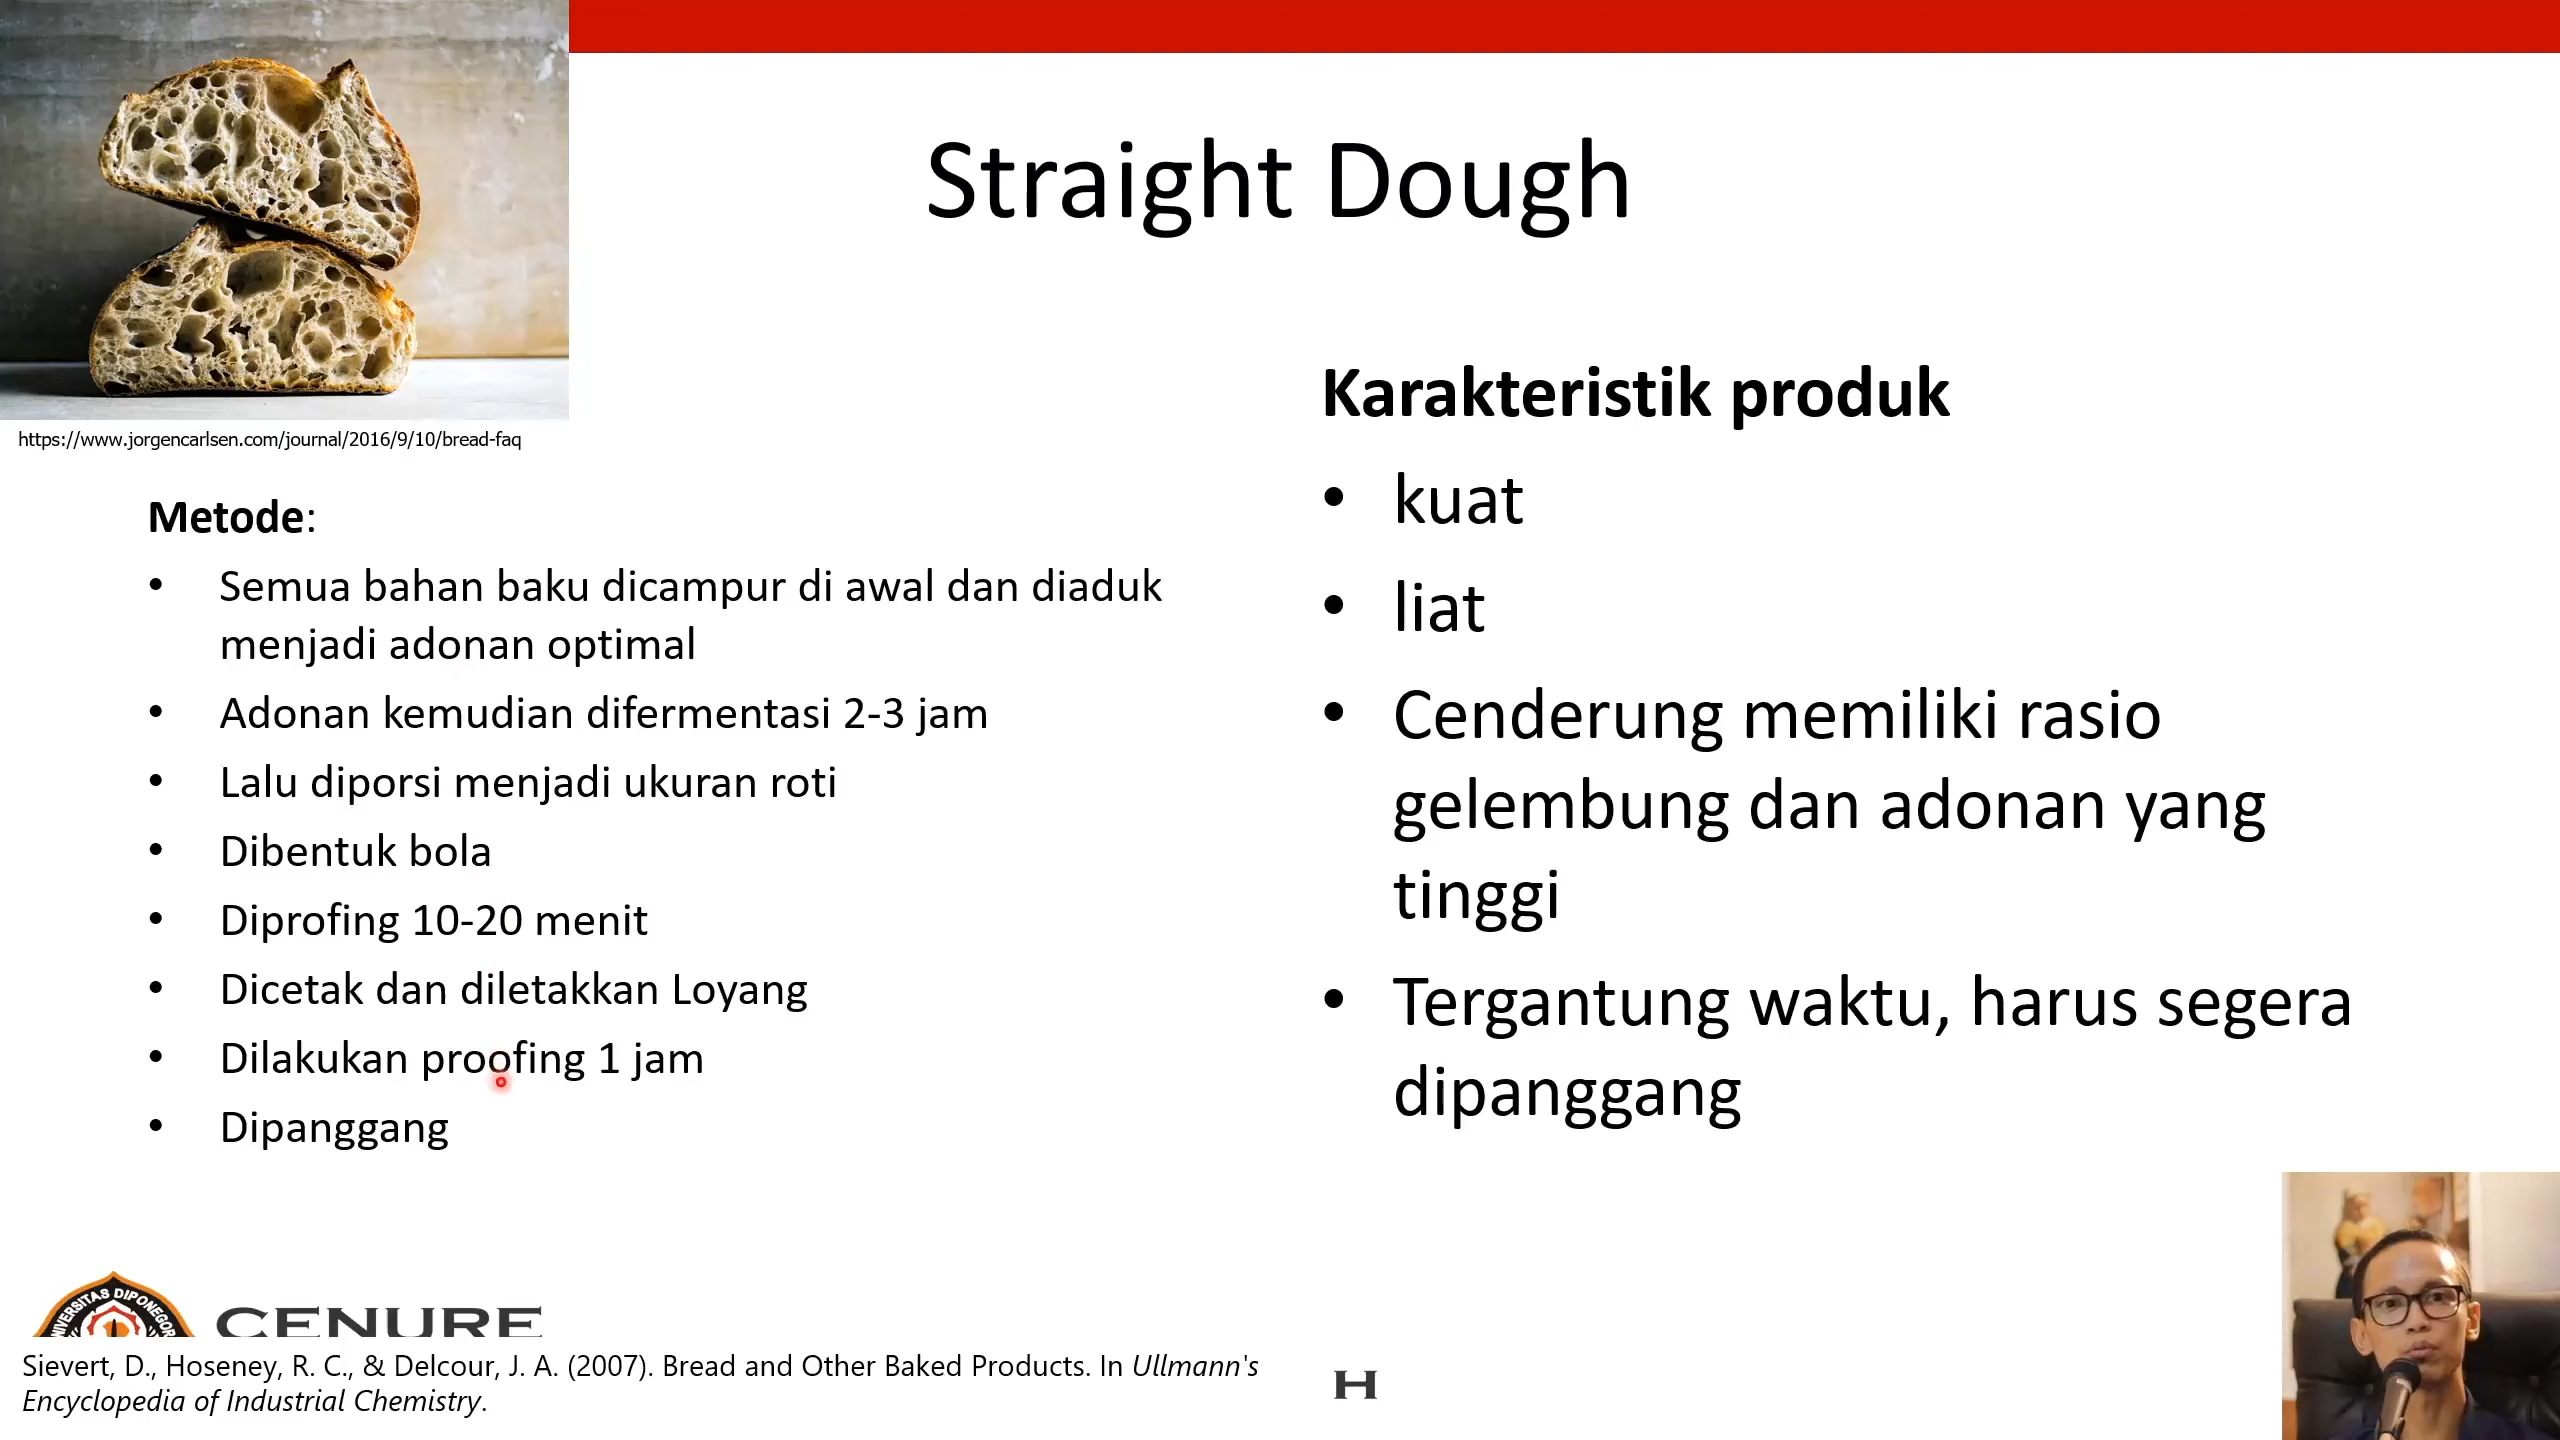 Straight Dough
https://www.jorgencarlsen.com/journal/2016/9/10/bread-faq
Metode:
• Semua bahan baku dicampur di awal dan diaduk
menjadi adonan optimal
• Adonan kemudian difermentasi 2-3 jam
• Lalu diporsi menjadi ukuran roti
• Dibentuk bola
• Diprofing 10-20 menit
• Dicetak dan diletakkan Loyang
• Dilakukan proofing 1 jam
• Dipanggang
Karakteristik produk
• kuat
• liat
• Cenderung memiliki rasio
gelembung dan adonan yang
tinggi
• Tergantung waktu, harus segera
dipanggang
CENURE
Sievert, D., Hoseney, R. C., & Delcour, J. A. (2007). Bread and Other Baked Products. In Ullmann's
Encyclopedia of Industrial Chemistry.
H